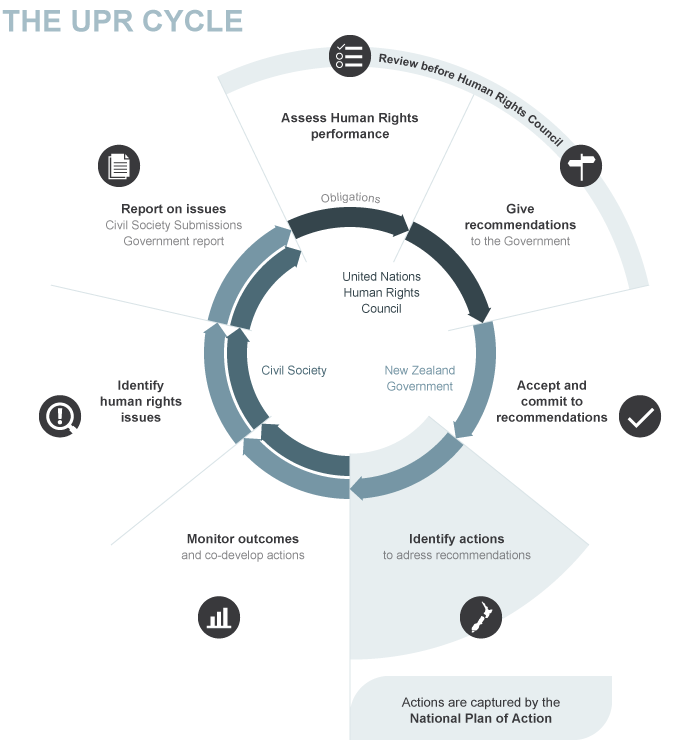 THE UPR CYCLE
Review before Human Rights Council
Assess Human Rights
performance
Report on issues
Civil Society Submissions
Government report
Obligations
Give
recommendations
to the Government
United Nations
Human Rights
Council
Civil Society
New Zealand
Government
Identify
human rights
issues
Accept and
commit to
recommendations
Monitor outcomes
and co-develop actions
Identify actions
to adress recommendations
Actions are captured by the
National Plan of Action